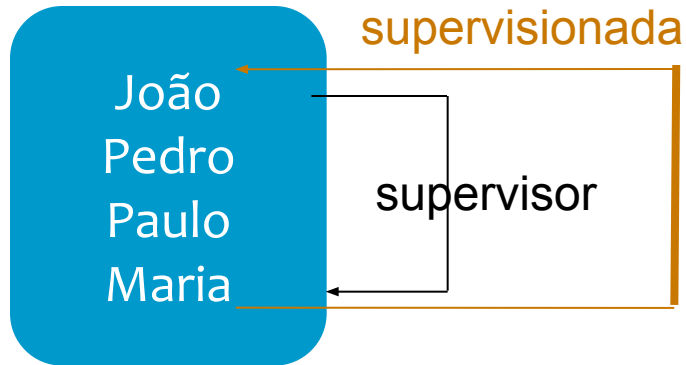 supervisionada
João
Pedro
Paulo
supervisor
Maria